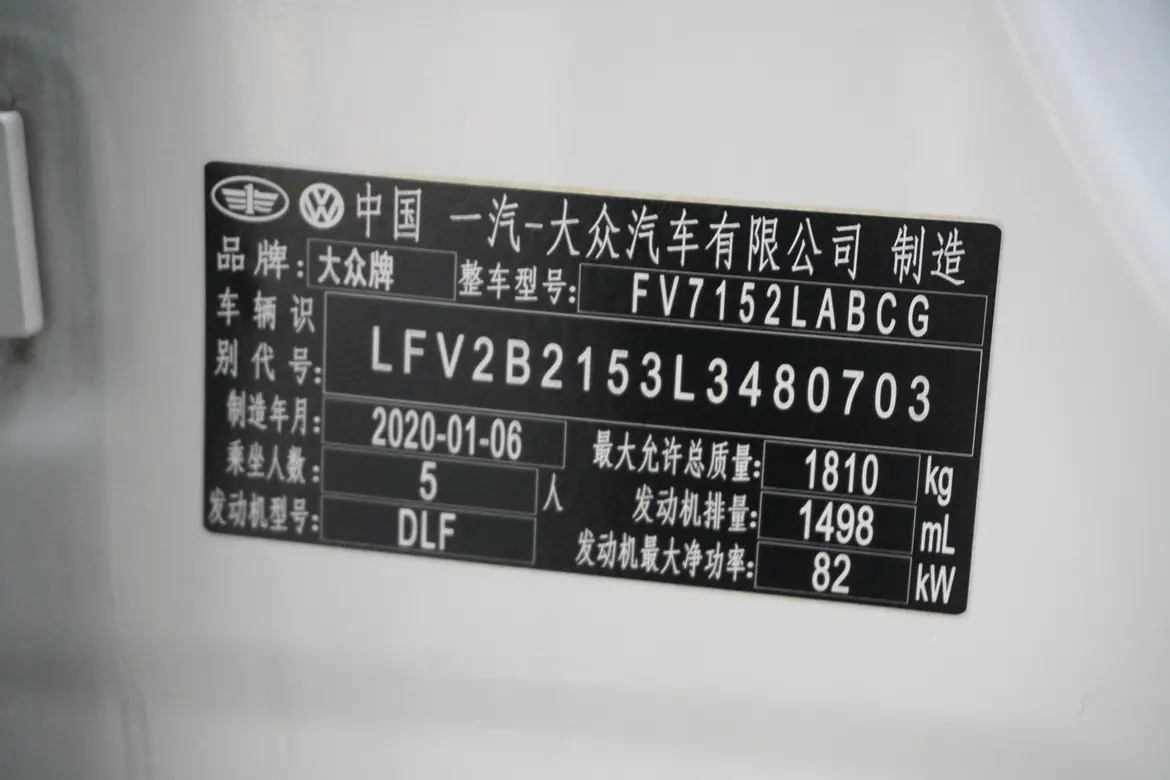 中国 一汽-大众汽车有限公司 制造
品牌: 大众牌 整车型号: FV7152LABCG
车辆识别代号: LFV2B2153L3480703
制造年月: 2020-01-06 最大允许总质量: 1810 kg
乘坐人数: 5 人 发动机排量: 1498 mL
发动机型号: DLF 发动机最大净功率: 82 kW